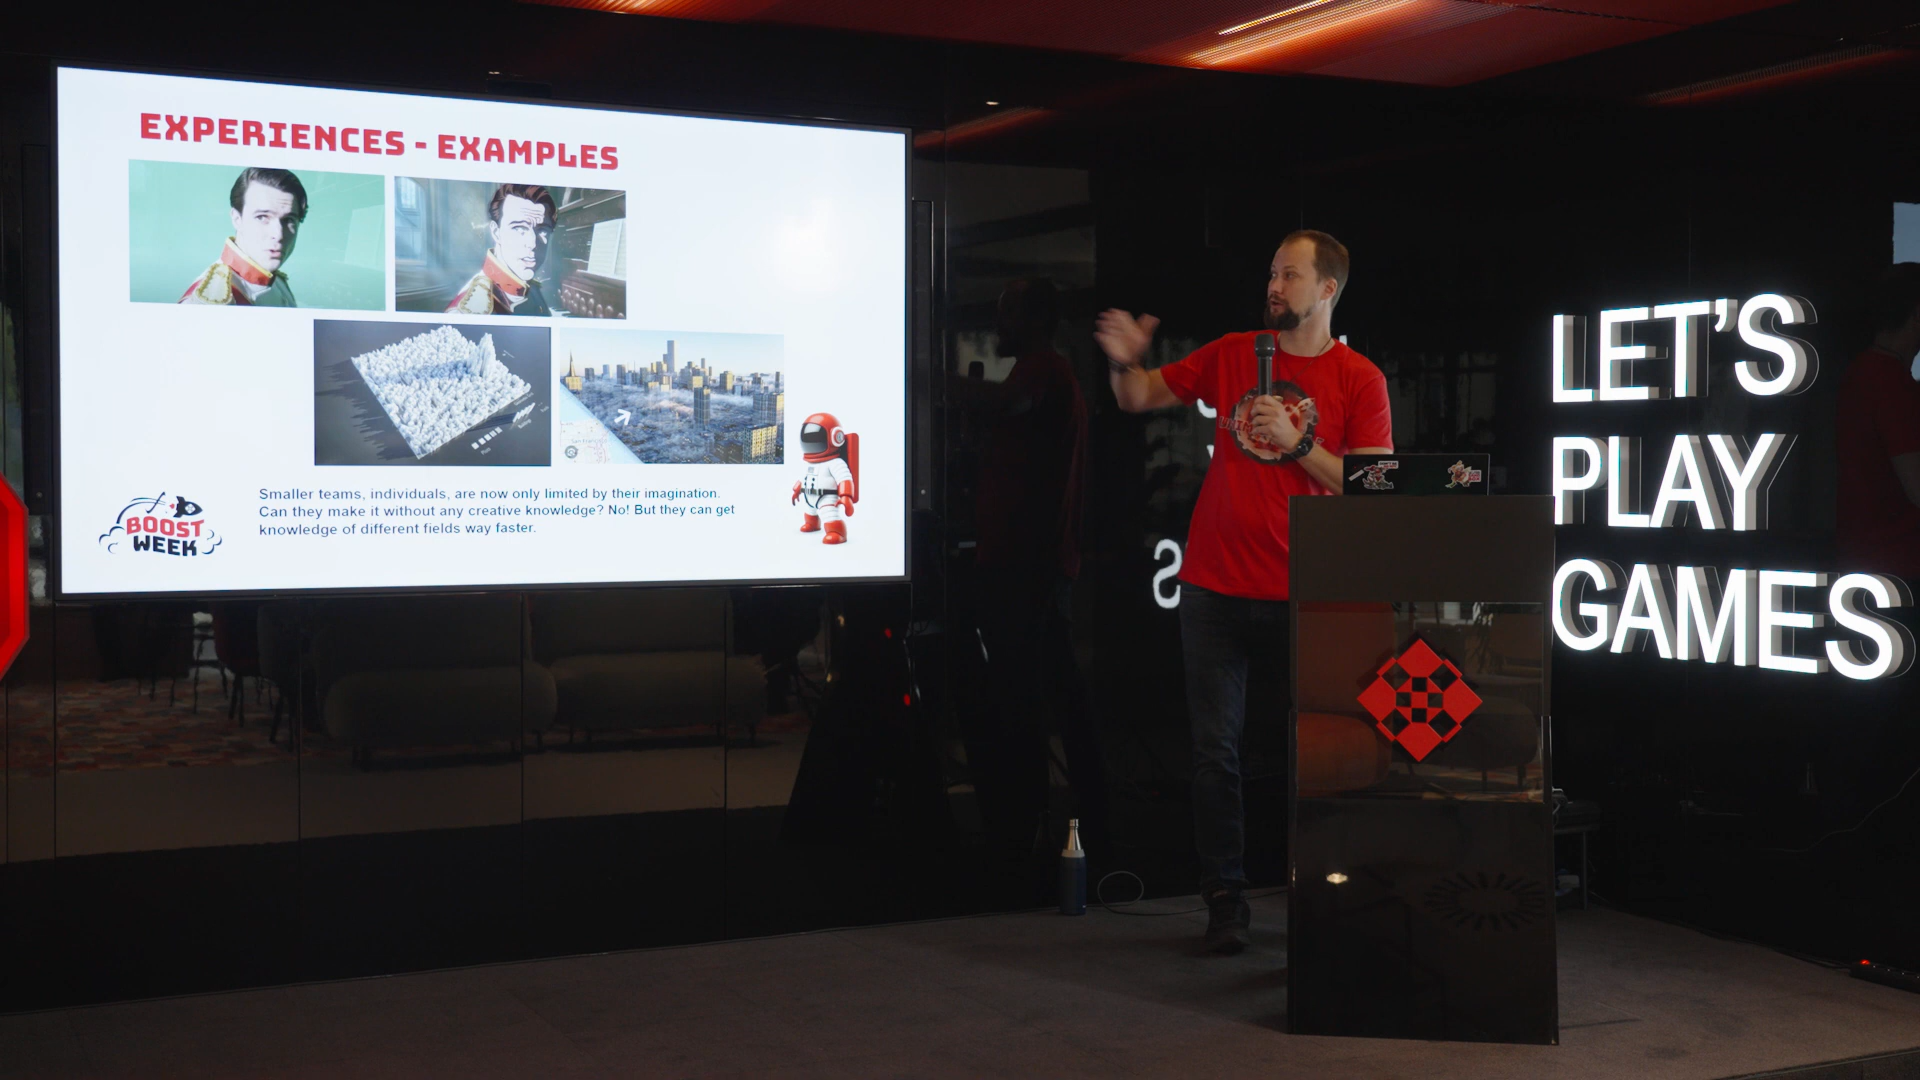 EXPERIENCES - EXAMPLES
Smaller teams, individuals, are now only limited by their imagination.
Can they make it without any creative knowledge? No! But they can get
knowledge of different fields way faster.
BOOST
WEEK
LET'S
PLAY
GAMES